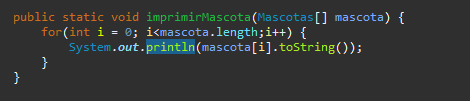 public static void imprimirMascota(Mascotas[] mascota) {
for(int i = 0; i<mascota.length;i++) {
System.out.println(mascota[i].toString());
}
}